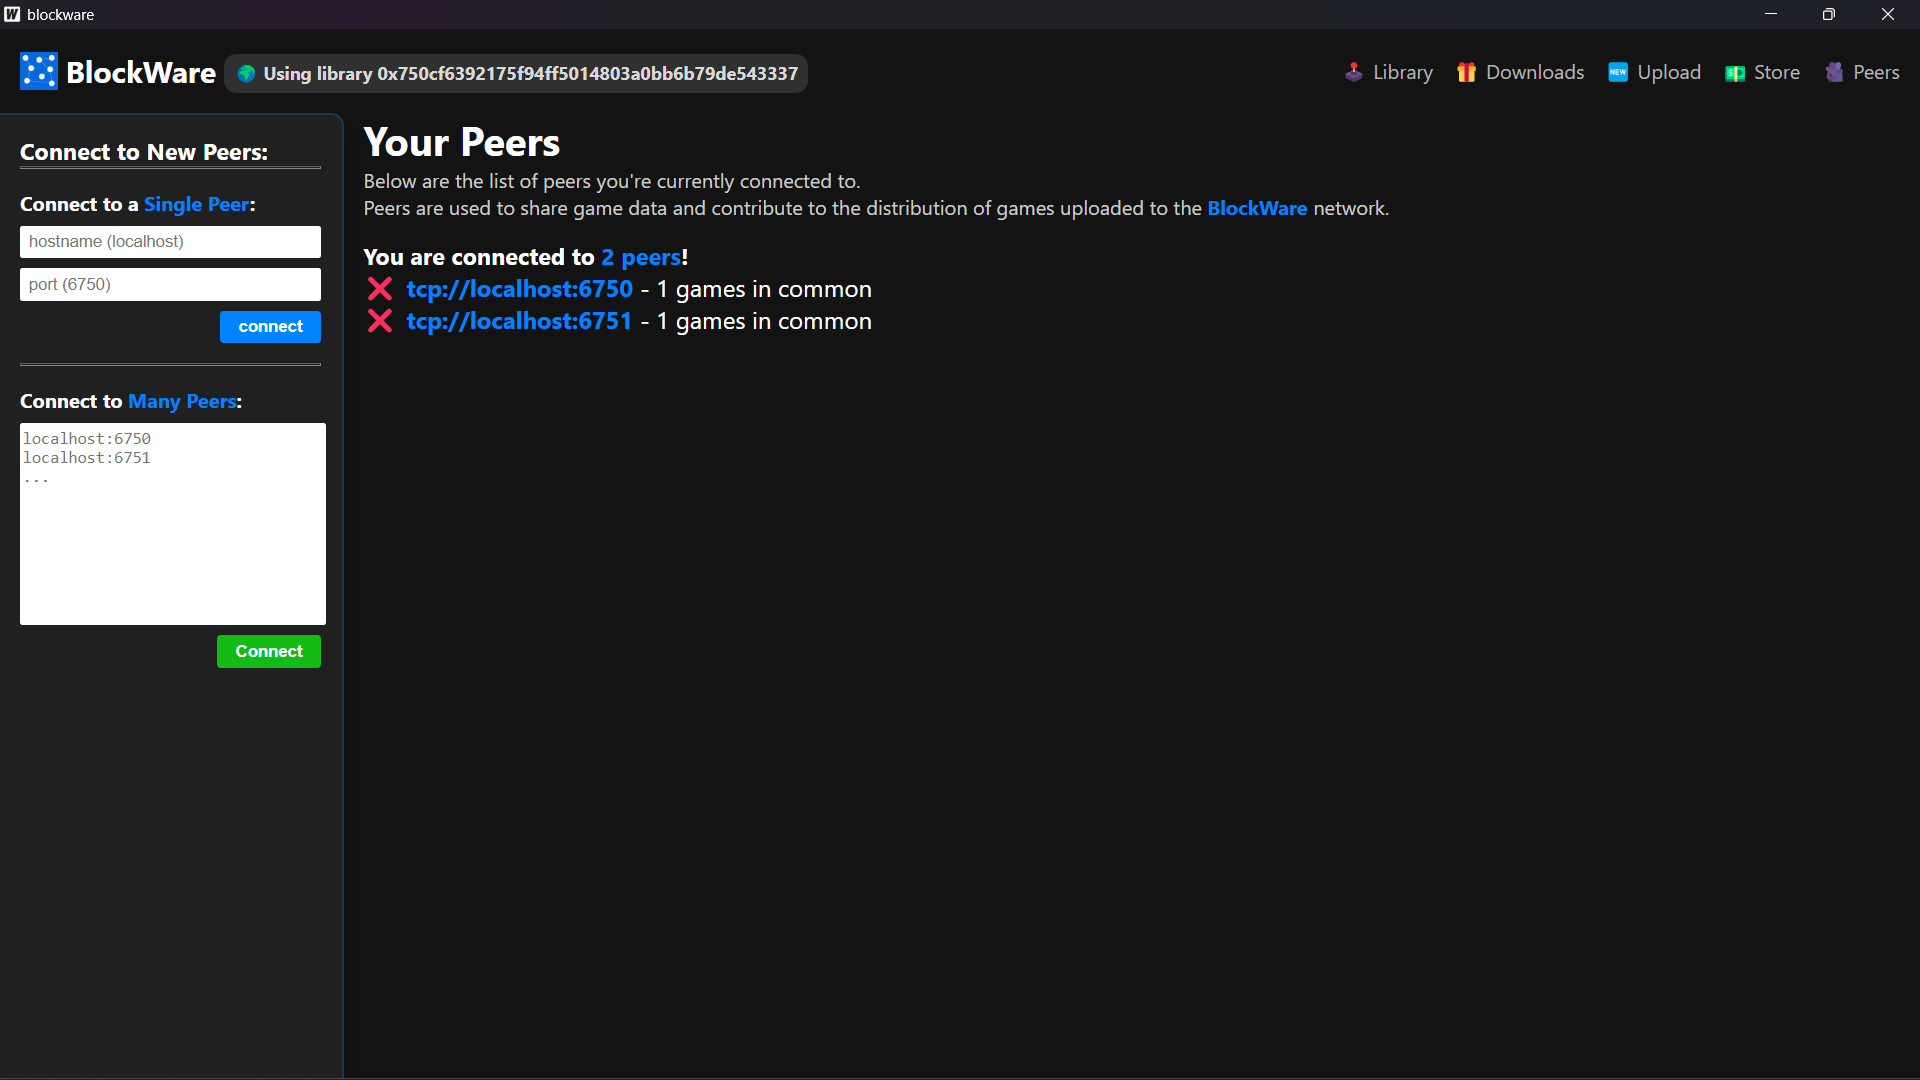 blockware
BlockWare
Using library 0x750cf6392175f94ff5014803a0bb6b79de543337
Library
Downloads
NEW
Upload
Store
Peers
Connect to New Peers:
Connect to a Single Peer:
hostname (localhost)
port (6750)
connect
Connect to Many Peers:
localhost:6750
localhost:6751
...
Connect
Your Peers
Below are the list of peers you're currently connected to.
Peers are used to share game data and contribute to the distribution of games uploaded to the BlockWare network.
You are connected to 2 peers!
tcp://localhost:6750 - 1 games in common
tcp://localhost:6751 - 1 games in common